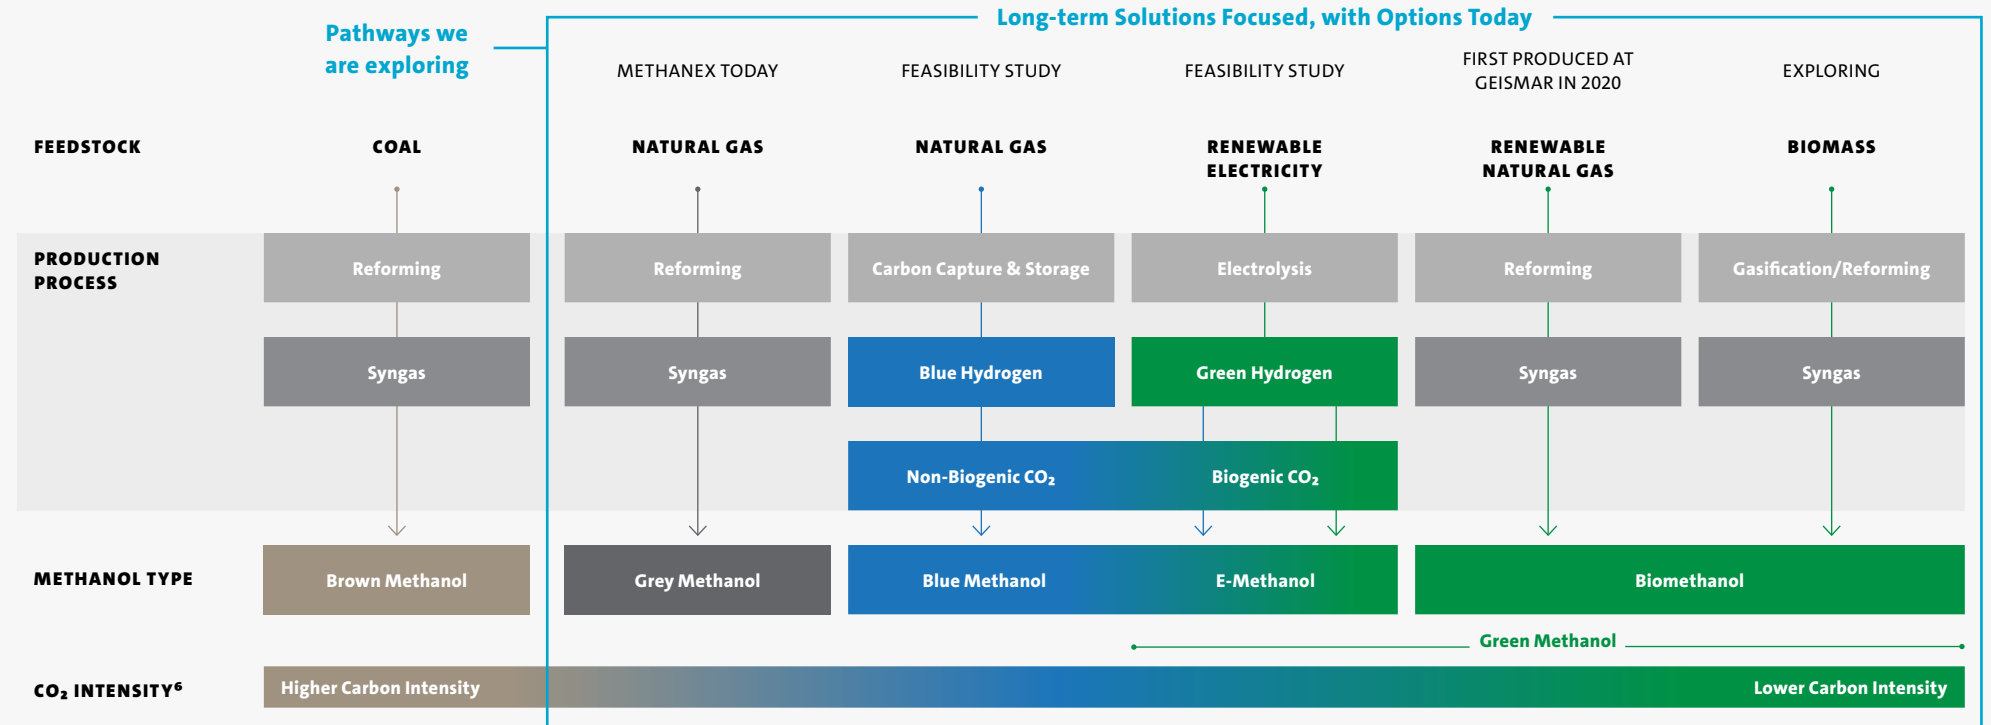 Long-term Solutions Focused, with Options Today
Pathways we
are exploring
METHANEX TODAY
FEASIBILITY STUDY
FEASIBILITY STUDY
FIRST PRODUCED AT
GEISMAR IN 2020
EXPLORING
FEEDSTOCK
COAL
NATURAL GAS
NATURAL GAS
RENEWABLE
ELECTRICITY
RENEWABLE
NATURAL GAS
BIOMASS
PRODUCTION
PROCESS
Reforming
Reforming
Carbon Capture & Storage
Electrolysis
Reforming
Gasification/Reforming
Syngas
Syngas
Blue Hydrogen
Green Hydrogen
Syngas
Syngas
Non-Biogenic CO₂
Biogenic CO₂
METHANOL TYPE
Brown Methanol
Grey Methanol
Blue Methanol
E-Methanol
Biomethanol
Green Methanol
CO₂ INTENSITY⁶
Higher Carbon Intensity
Lower Carbon Intensity